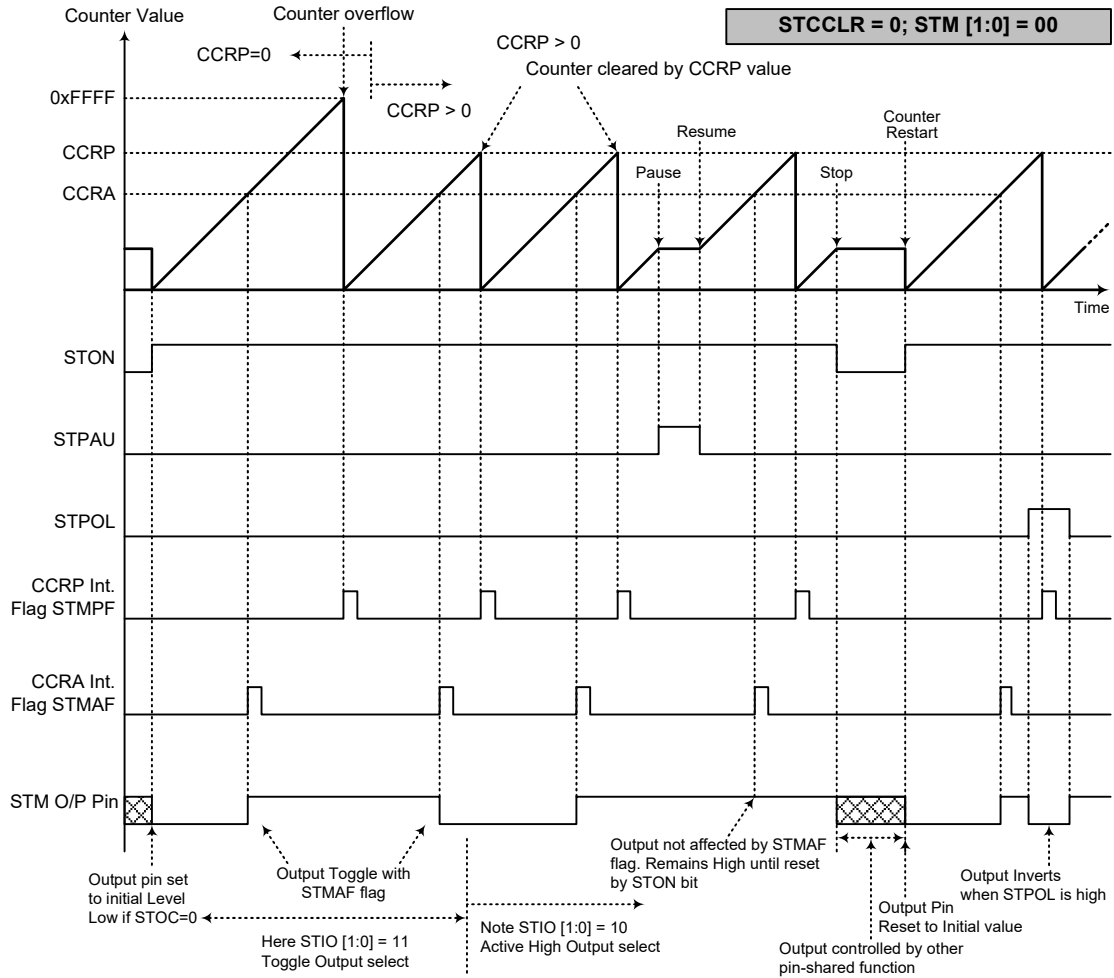 Counter Value
Counter overflow
STCCLR = 0; STM [1:0] = 00
CCRP=0
CCRP > 0
CCRP > 0
Counter cleared by CCRP value
0xFFFF
CCRP
CCRA
Pause
Resume
Stop
Counter
Restart
Time
STON
STPAU
STPOL
CCRP Int.
Flag STMPF
CCRA Int.
Flag STMAF
STM O/P Pin
Output pin set
to initial Level
Low if STOC=0
Output Toggle with
STMAF flag
Here STIO [1:0] = 11
Toggle Output select
Note STIO [1:0] = 10
Active High Output select
Output not affected by STMAF
flag. Remains High until reset
by STON bit
Output controlled by other
pin-shared function
Output Pin
Reset to Initial value
Output Inverts
when STPOL is high